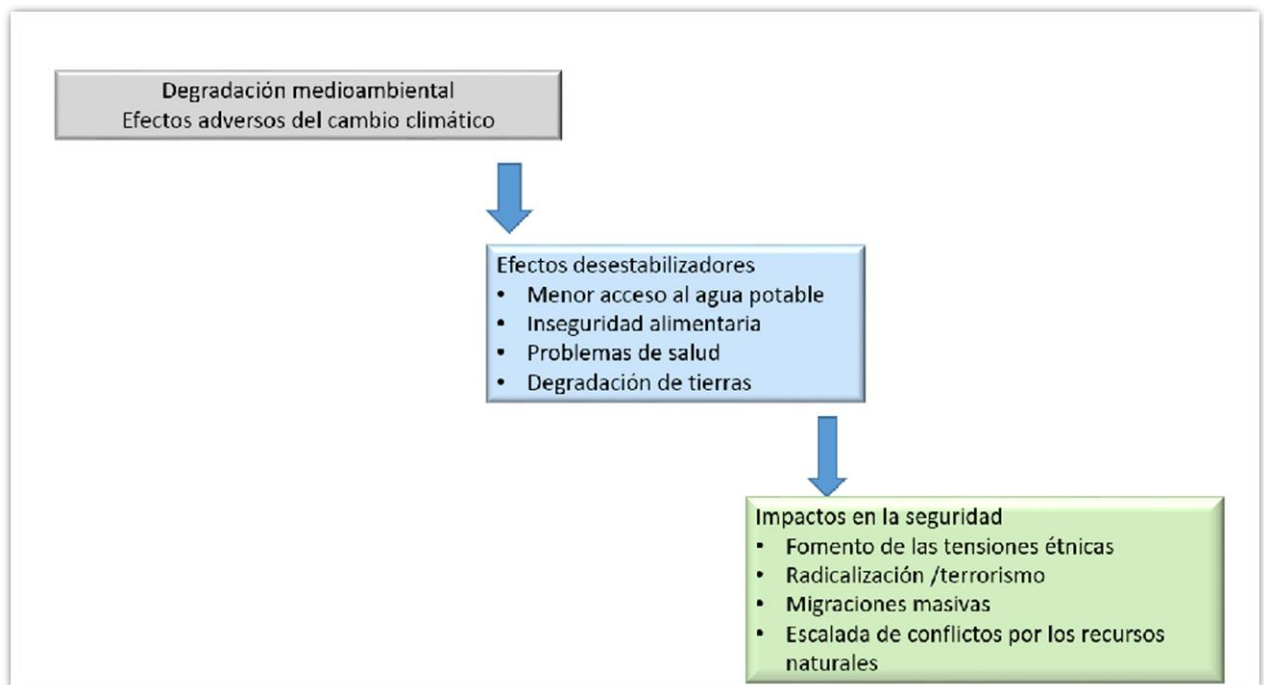 Degradación medioambiental
Efectos adversos del cambio climático
Efectos desestabilizadores
• Menor acceso al agua potable
• Inseguridad alimentaria
• Problemas de salud
• Degradación de tierras
Impactos en la seguridad
• Fomento de las tensiones étnicas
• Radicalización /terrorismo
• Migraciones masivas
• Escalada de conflictos por los recursos
naturales